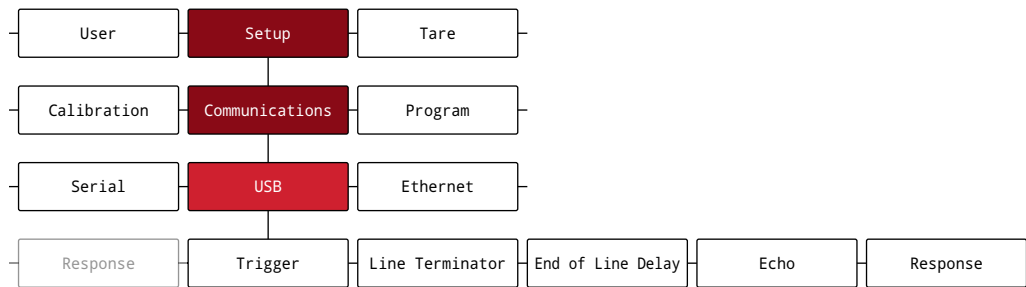 User Setup Tare
Calibration Communications Program
Serial USB Ethernet
Response Trigger Line Terminator End of Line Delay Echo Response